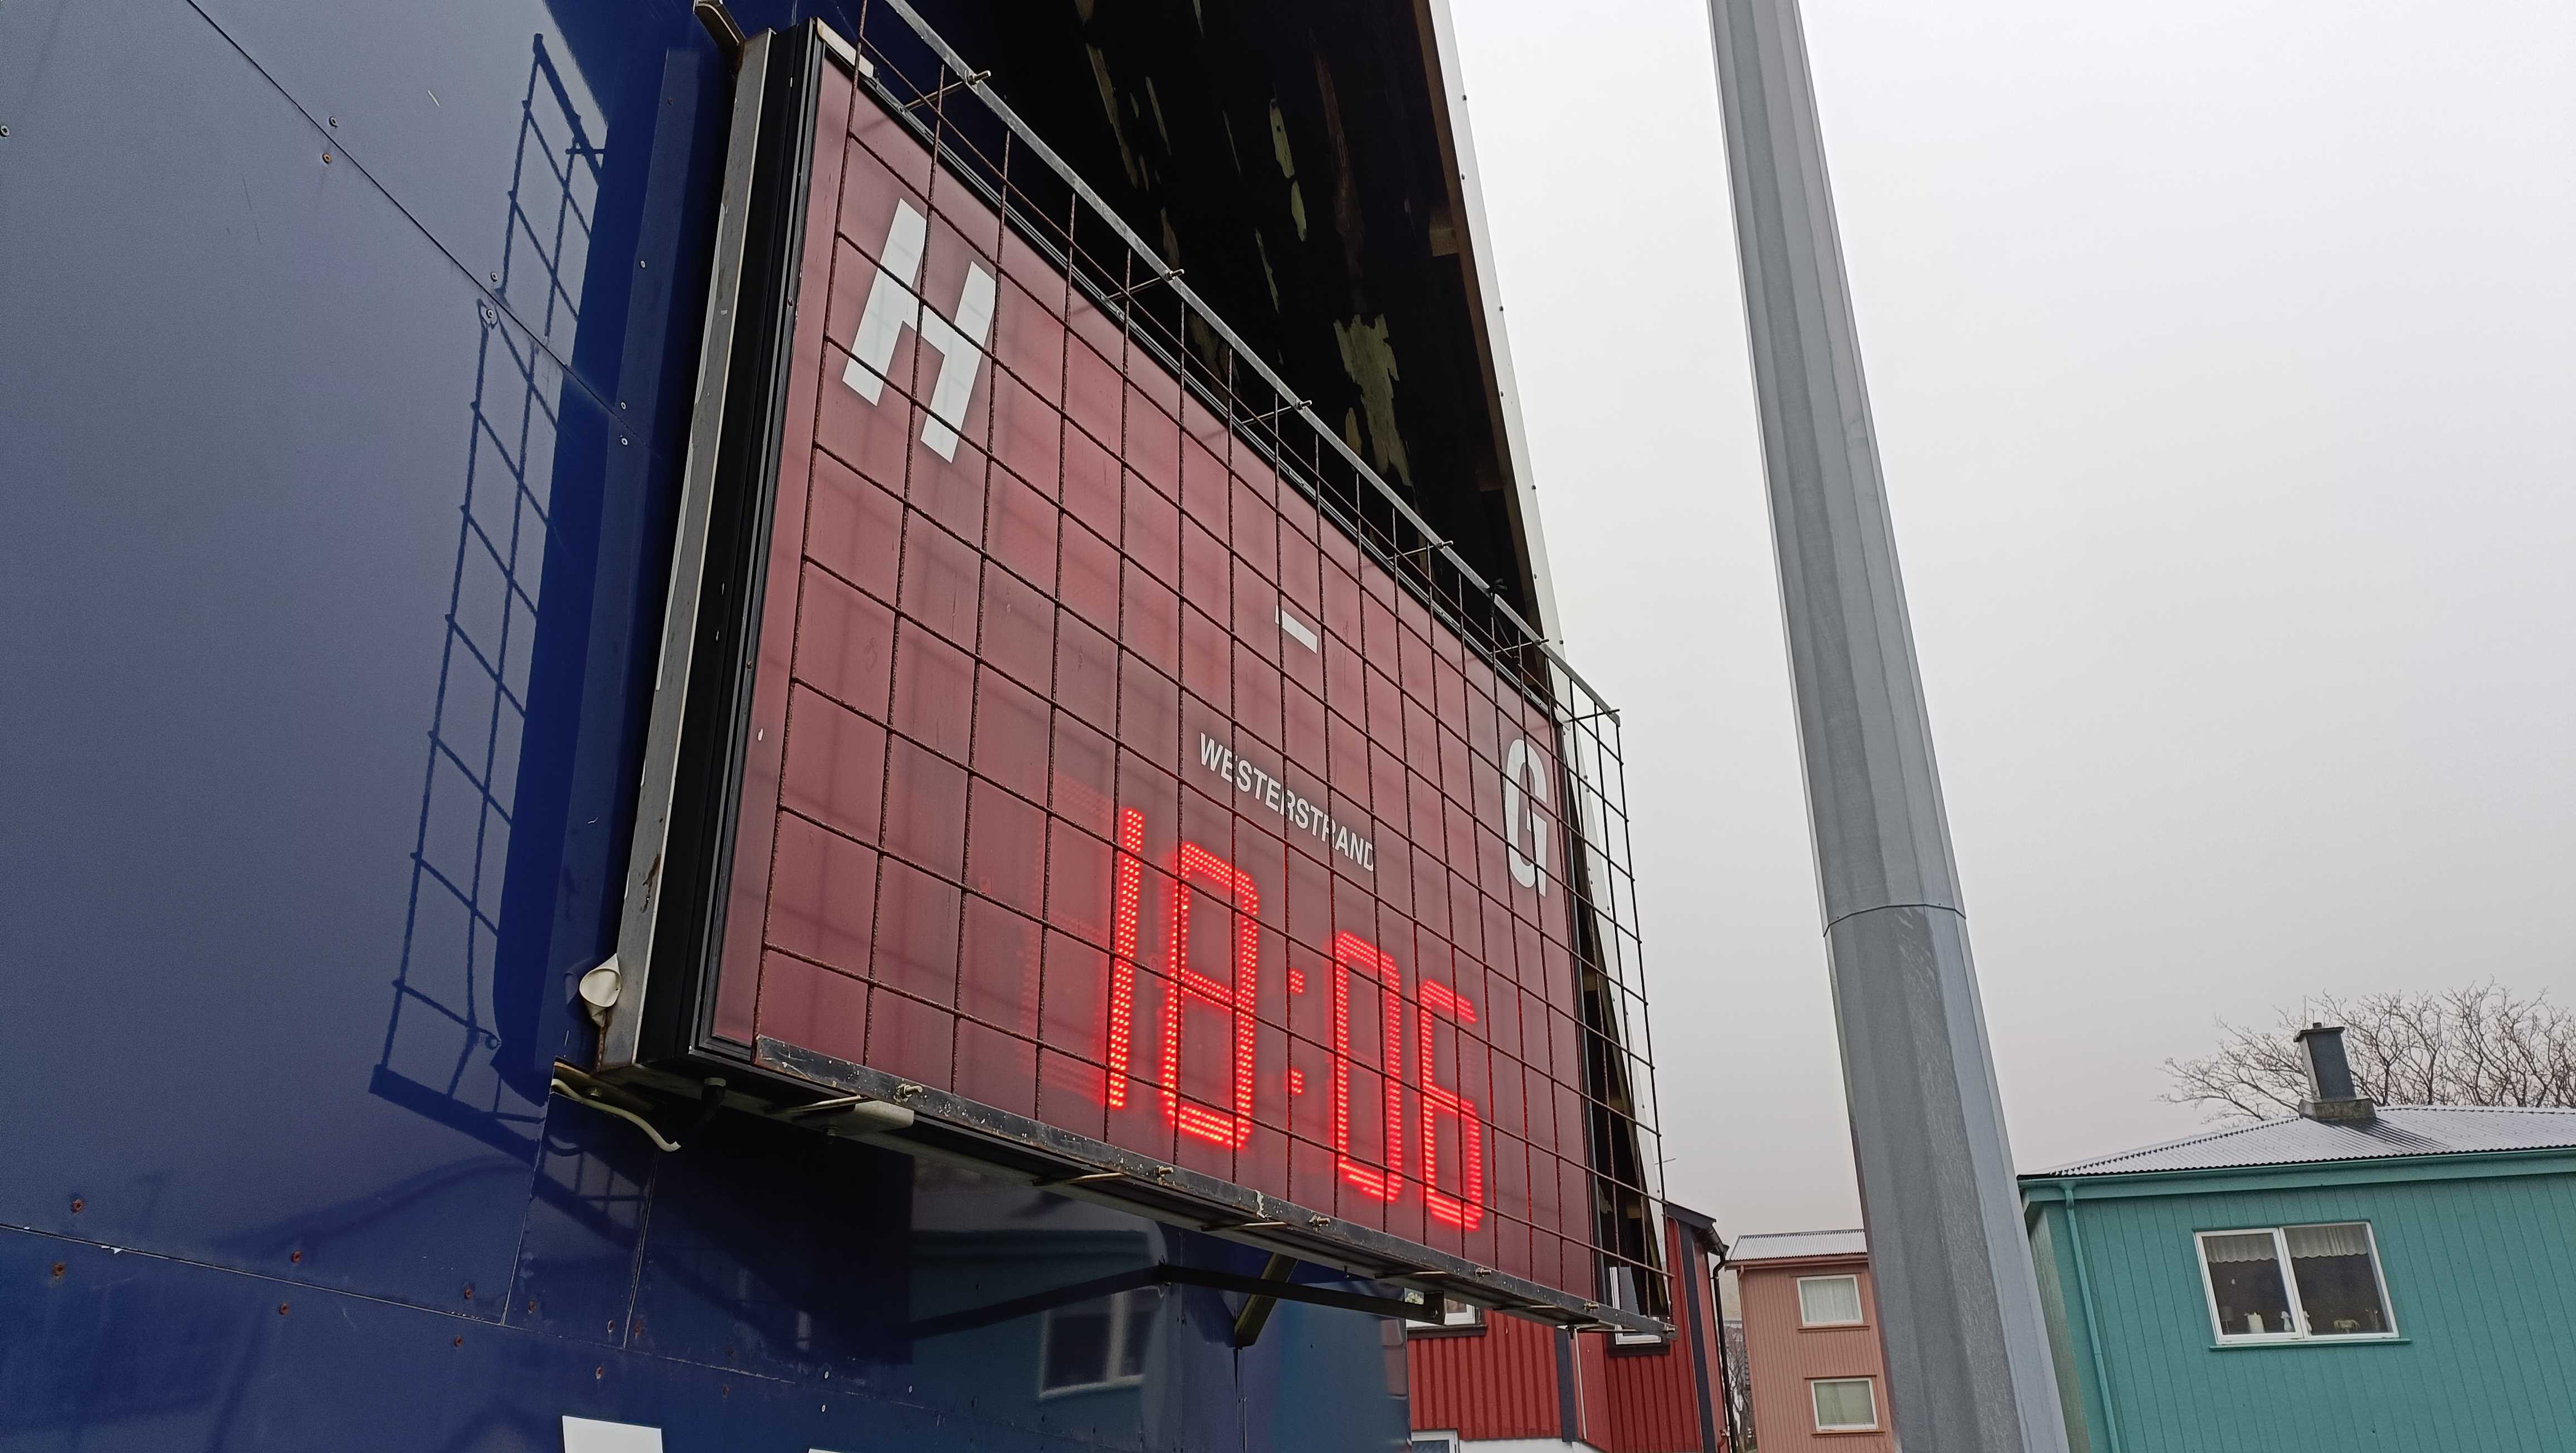 H – G
WESTERSTRAND
18:06